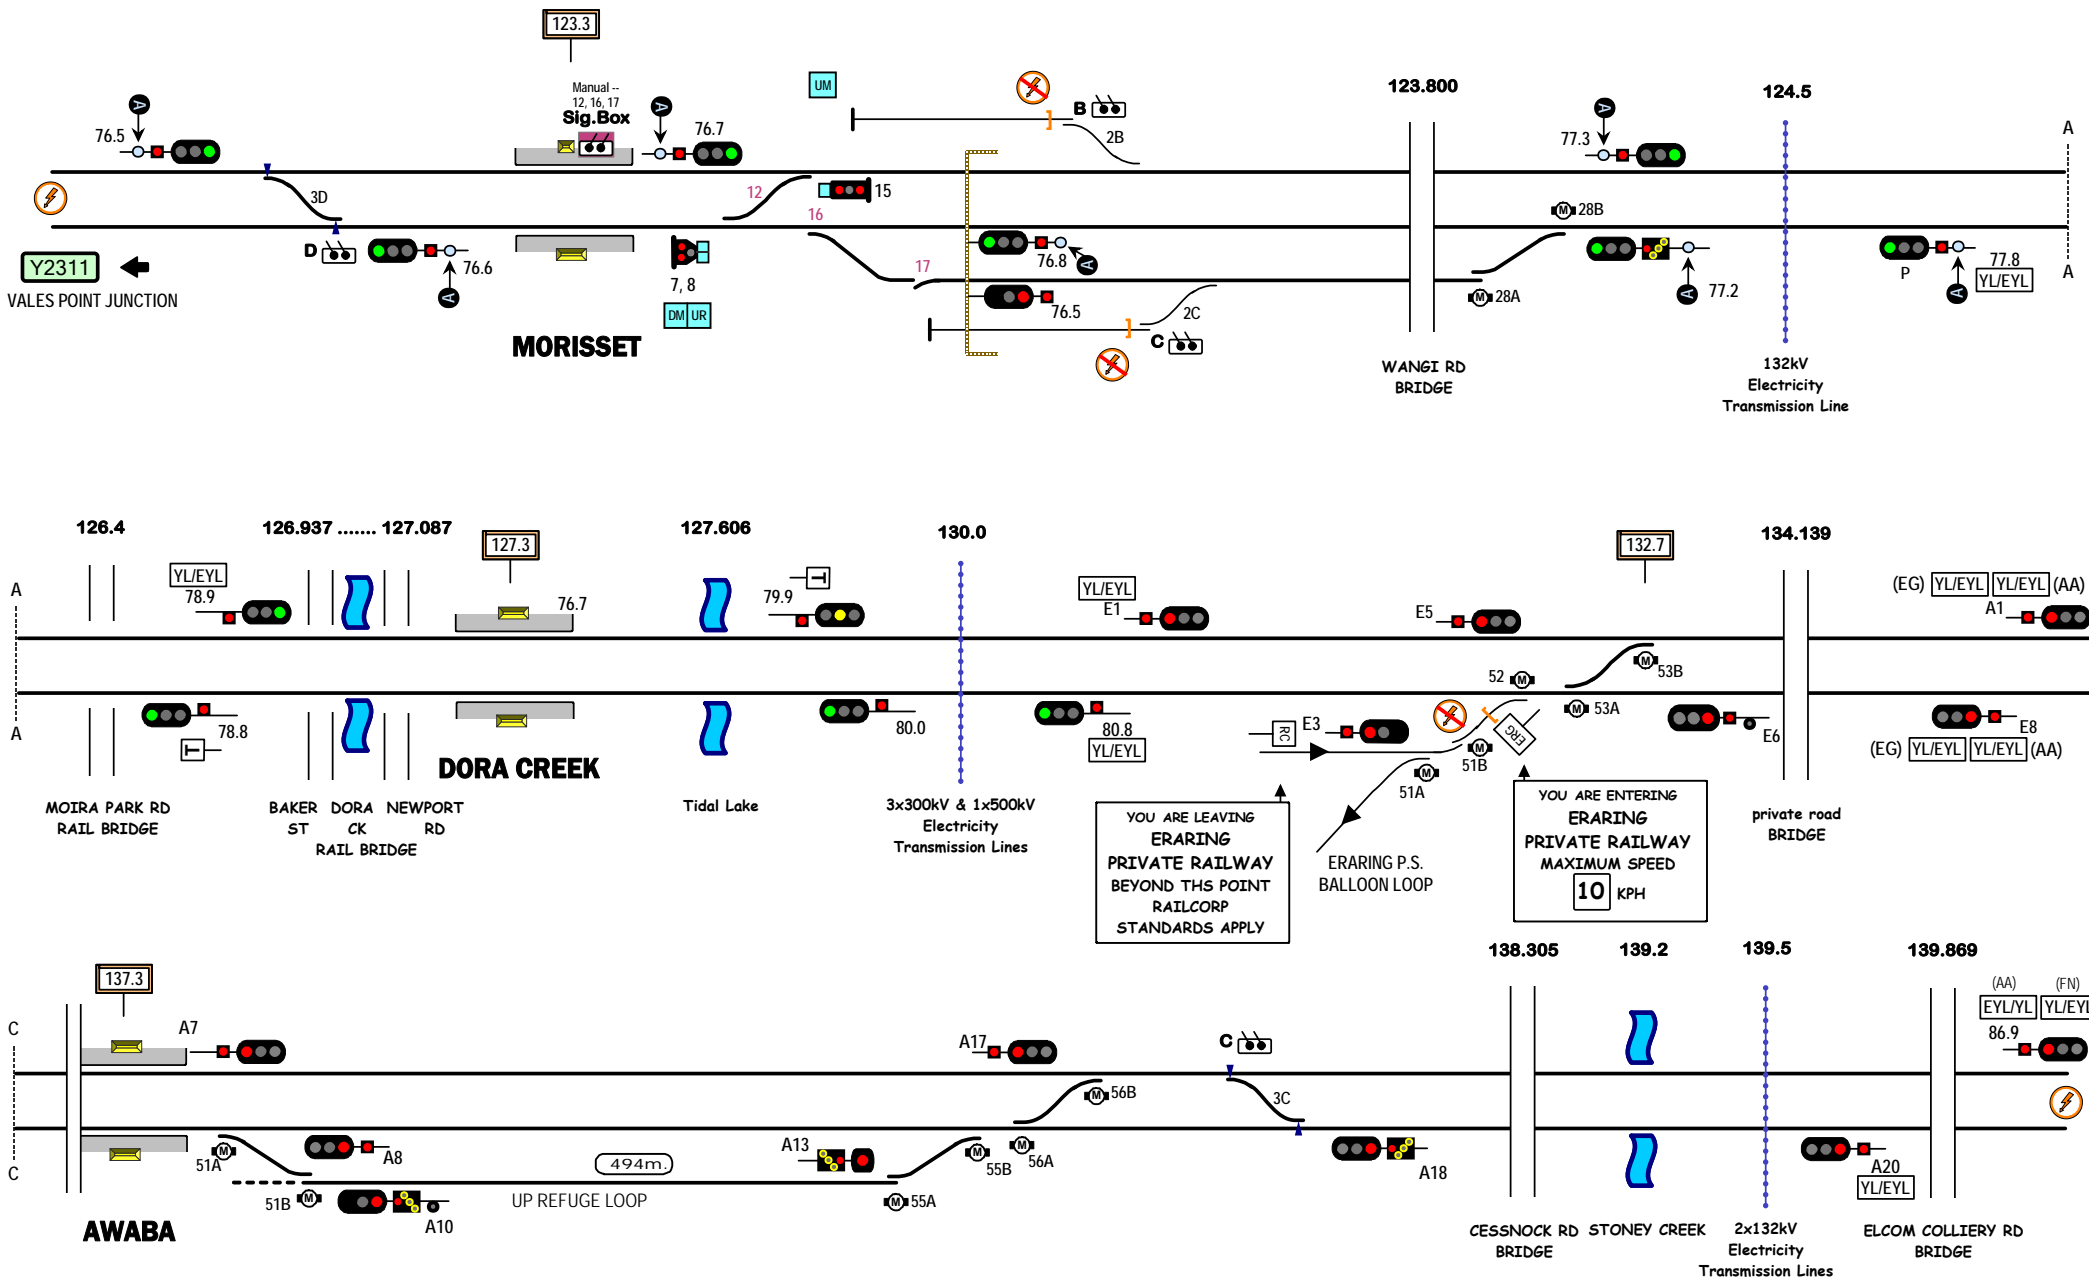 123.3
Manual --
12, 16, 17
Sig.Box
A
76.5
A
76.7
UM
B
2B
123.800
A
77.3
124.5
A
3D
12
15
16
28B
Y2311
VALES POINT JUNCTION
D
76.6
A
7, 8
DM UR
MORISSET
17
76.8
A
76.5
2C
C
M
M
28A
77.2
A
P
77.8
A
YL/EYL
A
WANGI RD
BRIDGE
132kV
Electricity
Transmission Line
126.4
126.937 ....... 127.087
127.3
127.606
130.0
132.7
134.139
A
YL/EYL
78.9
76.7
T
79.9
YL/EYL
E1
E5
(EG) YL/EYL YL/EYL (AA)
A1
M
53B
52
M
M
53A
A
78.8
T
80.0
80.8
YL/EYL
RC
E3
ERG
M
51B
M
51A
E6
E8
(EG) YL/EYL YL/EYL (AA)
DORA CREEK
MOIRA PARK RD
RAIL BRIDGE
BAKER
ST
DORA
CK
NEWPORT
RD
RAIL BRIDGE
Tidal Lake
3x300kV & 1x500kV
Electricity
Transmission Lines
YOU ARE LEAVING
ERARING
PRIVATE RAILWAY
BEYOND THS POINT
RAILCORP
STANDARDS APPLY
ERARING P.S.
BALLOON LOOP
YOU ARE ENTERING
ERARING
PRIVATE RAILWAY
MAXIMUM SPEED
10 KPH
private road
BRIDGE
137.3
138.305
139.2
139.5
139.869
C
A7
A17
C
(AA) (FN)
EYL/YL YL/EYL
86.9
M
56B
3C
C
M
51A
A8
494m.
A13
M
55B
M
56A
A18
A20
YL/EYL
51B
M
A10
UP REFUGE LOOP
M
55A
AWABA
CESSNOCK RD
BRIDGE
STONEY CREEK
2x132kV
Electricity
Transmission Lines
ELCOM COLLIERY RD
BRIDGE